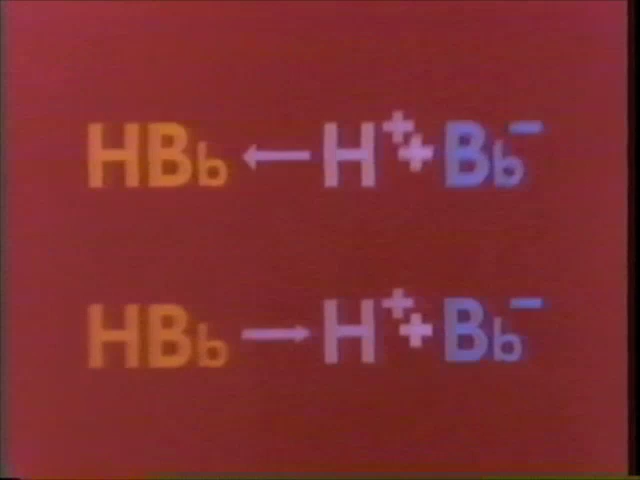 HBb ← H⁺ + Bb⁻
HBb → H⁺ + Bb⁻